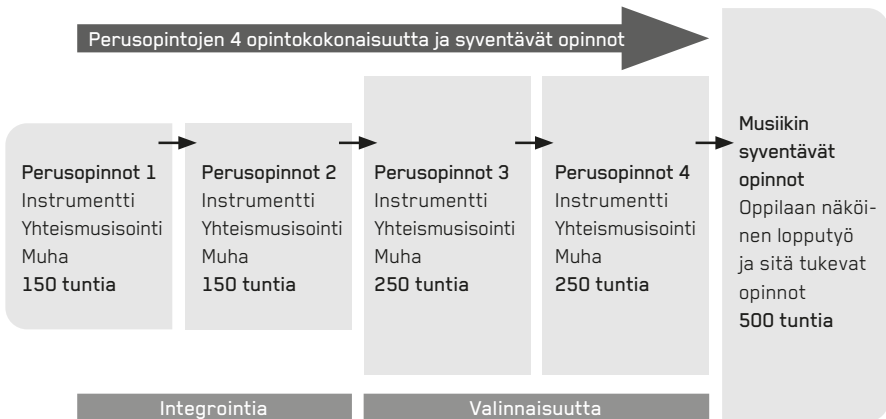 Perusopintojen 4 opintokokonaisuutta ja syventävät opinnot
Perusopinnot 1
Instrumentti
Yhteismusisointi
Muha
150 tuntia
Perusopinnot 2
Instrumentti
Yhteismusisointi
Muha
150 tuntia
Perusopinnot 3
Instrumentti
Yhteismusisointi
Muha
250 tuntia
Perusopinnot 4
Instrumentti
Yhteismusisointi
Muha
250 tuntia
Musiikin
syventävät
opinnot
Oppilaan näköi-
nen lopputyö
ja sitä tukevat
opinnot
500 tuntia
Integrointia
Valinnaisuutta